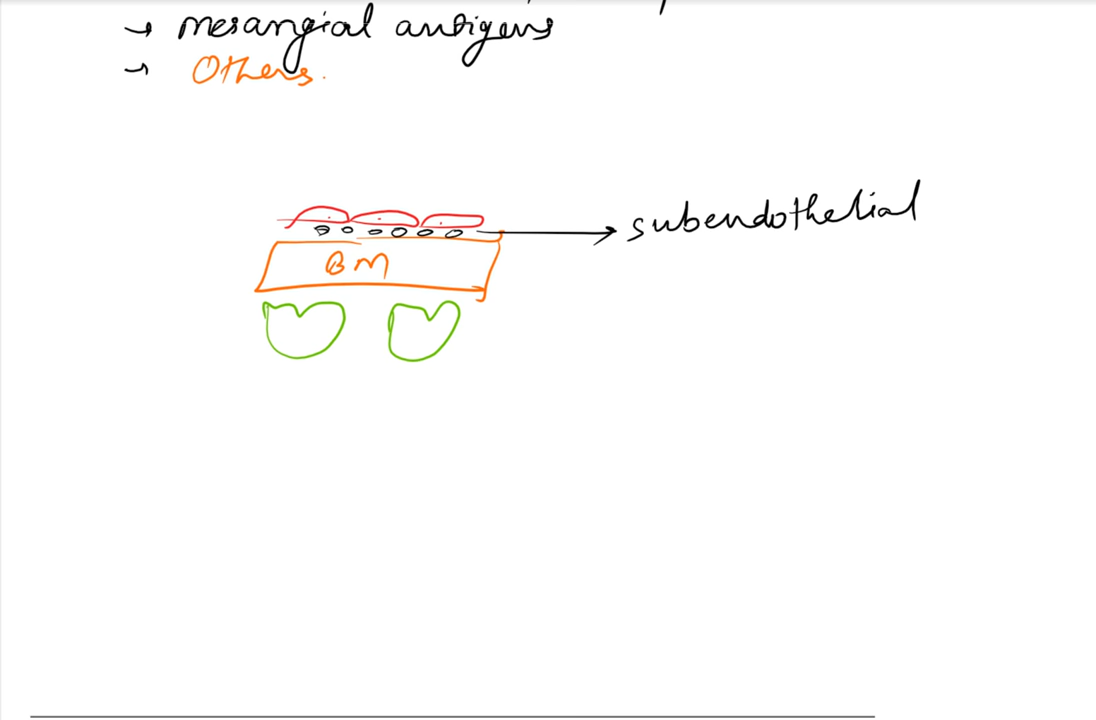 → mesangial antigens
→ Others.
subendothelial
BM